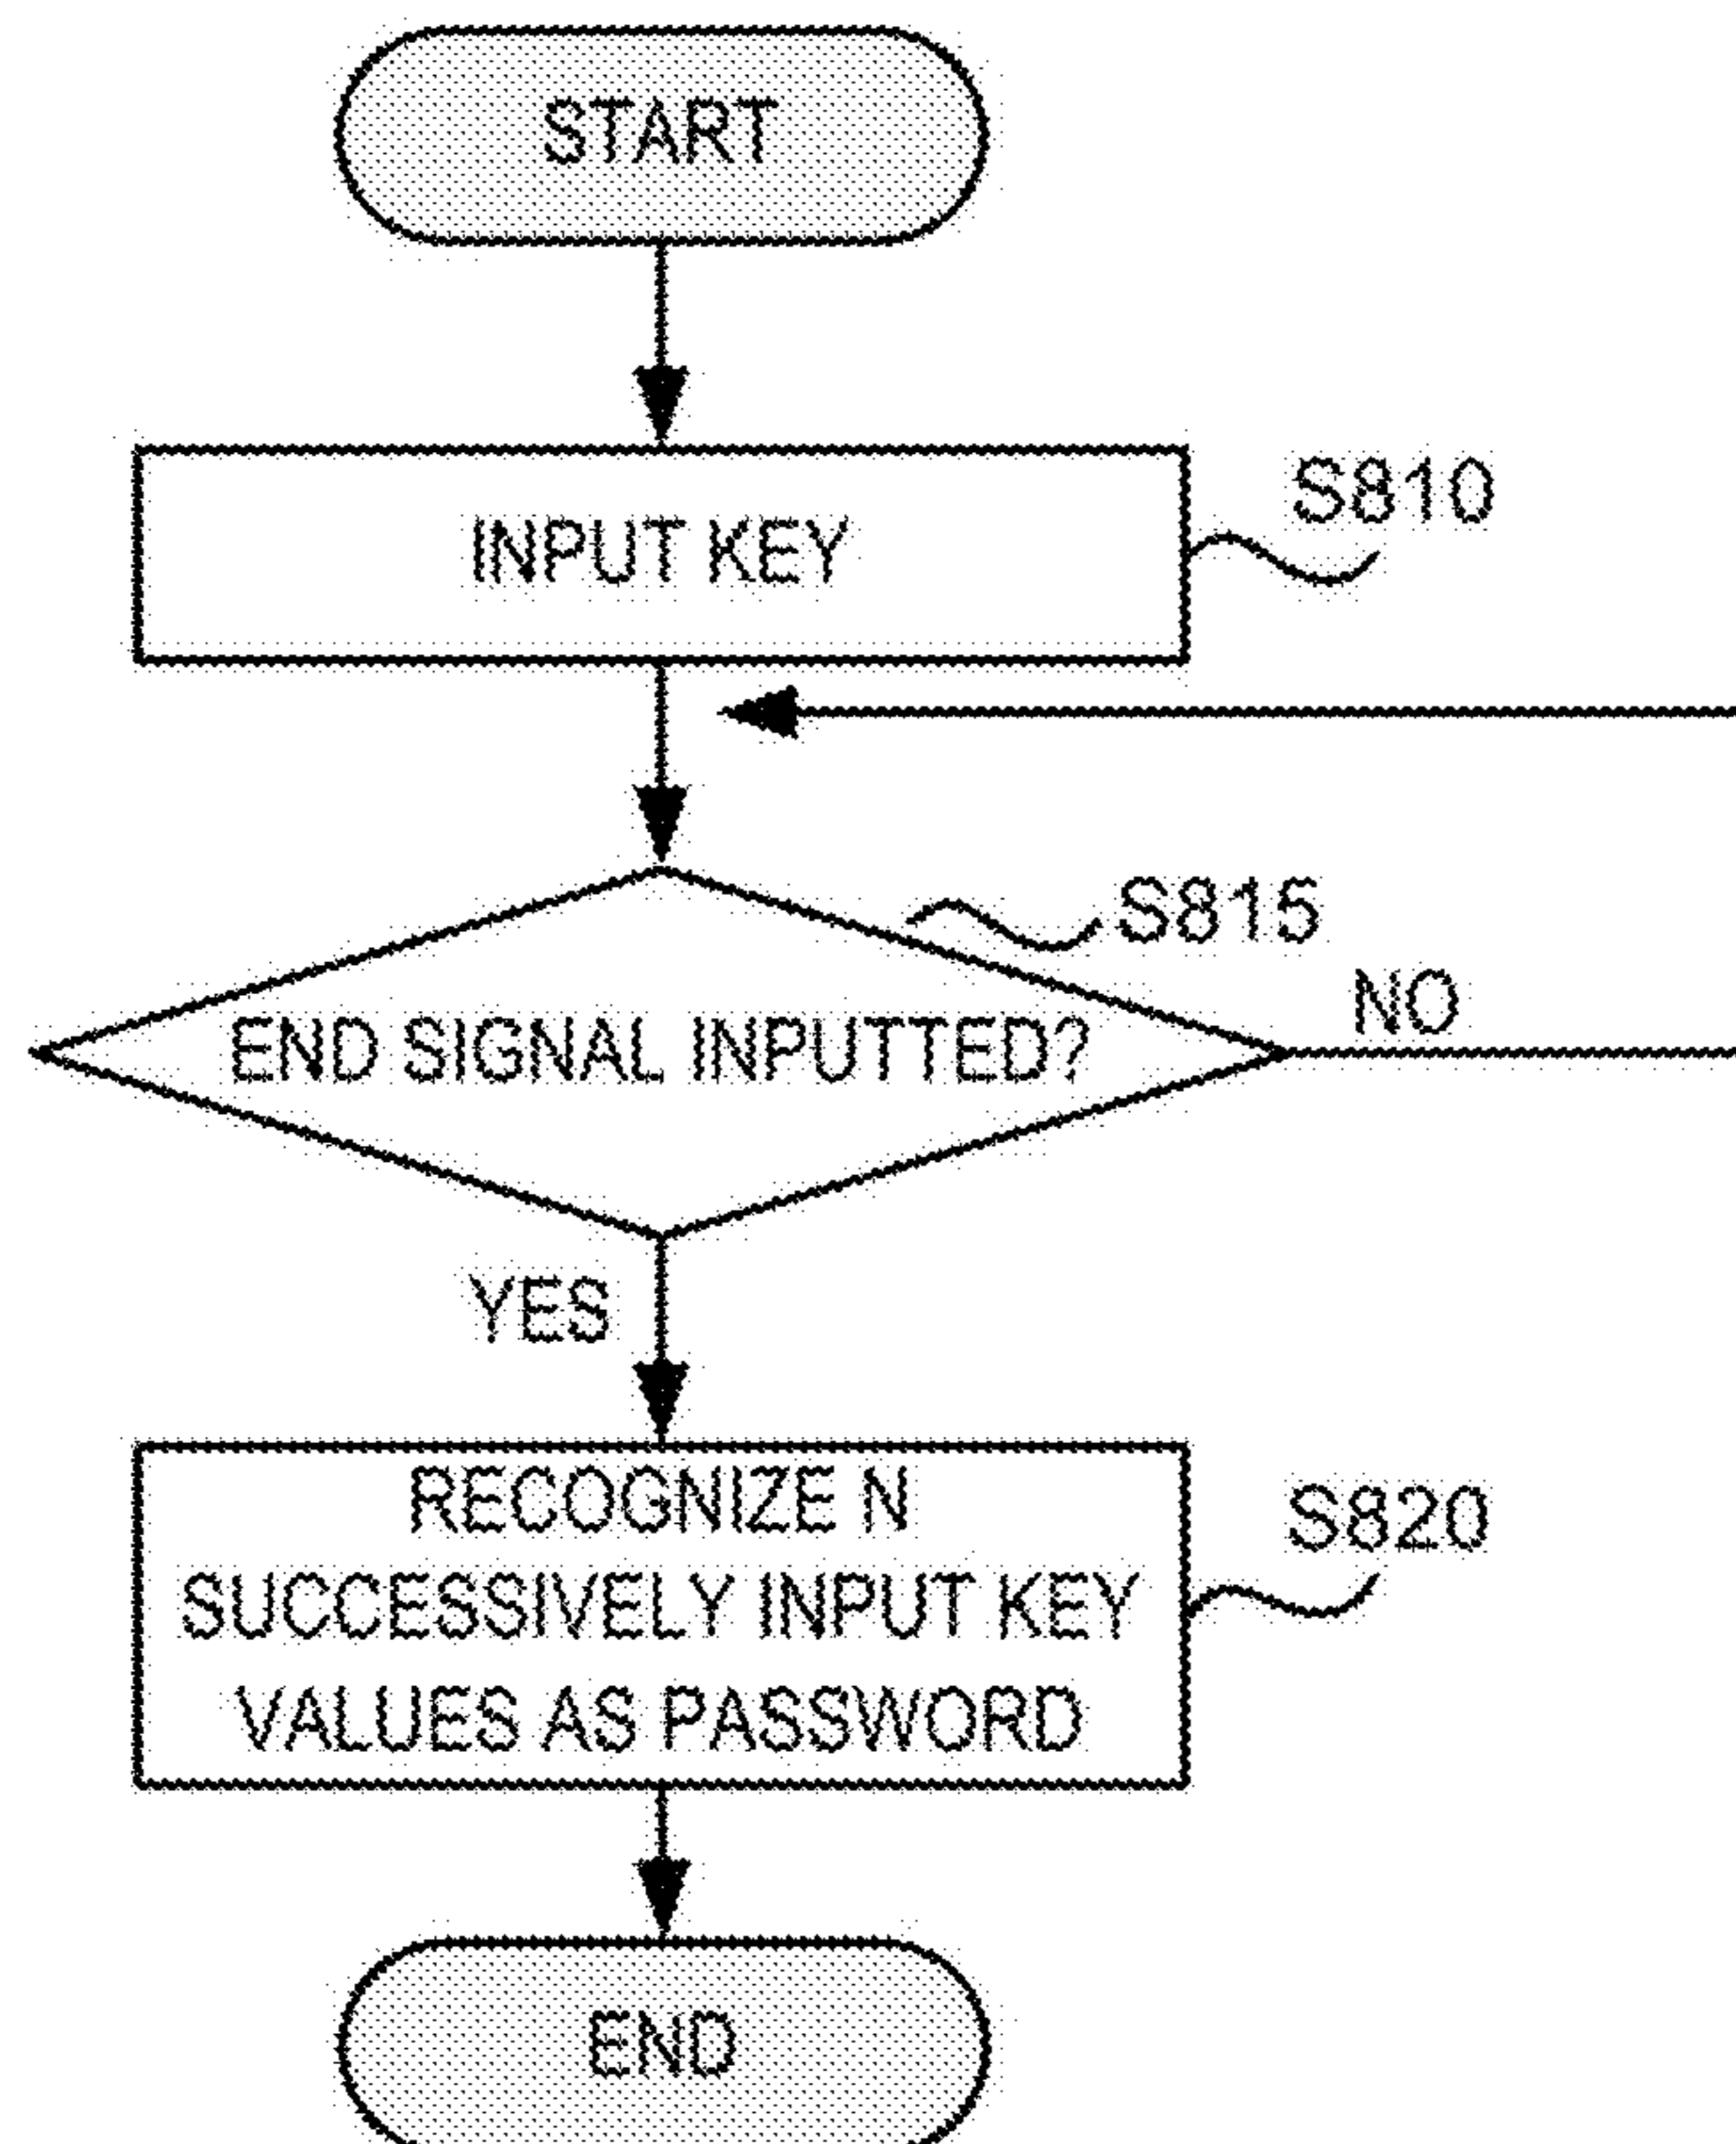 START
INPUT KEY
S810
S815
END SIGNAL INPUTTED?
NO
YES
RECOGNIZE N
SUCCESSIVELY INPUT KEY
VALUES AS PASSWORD
S820
END